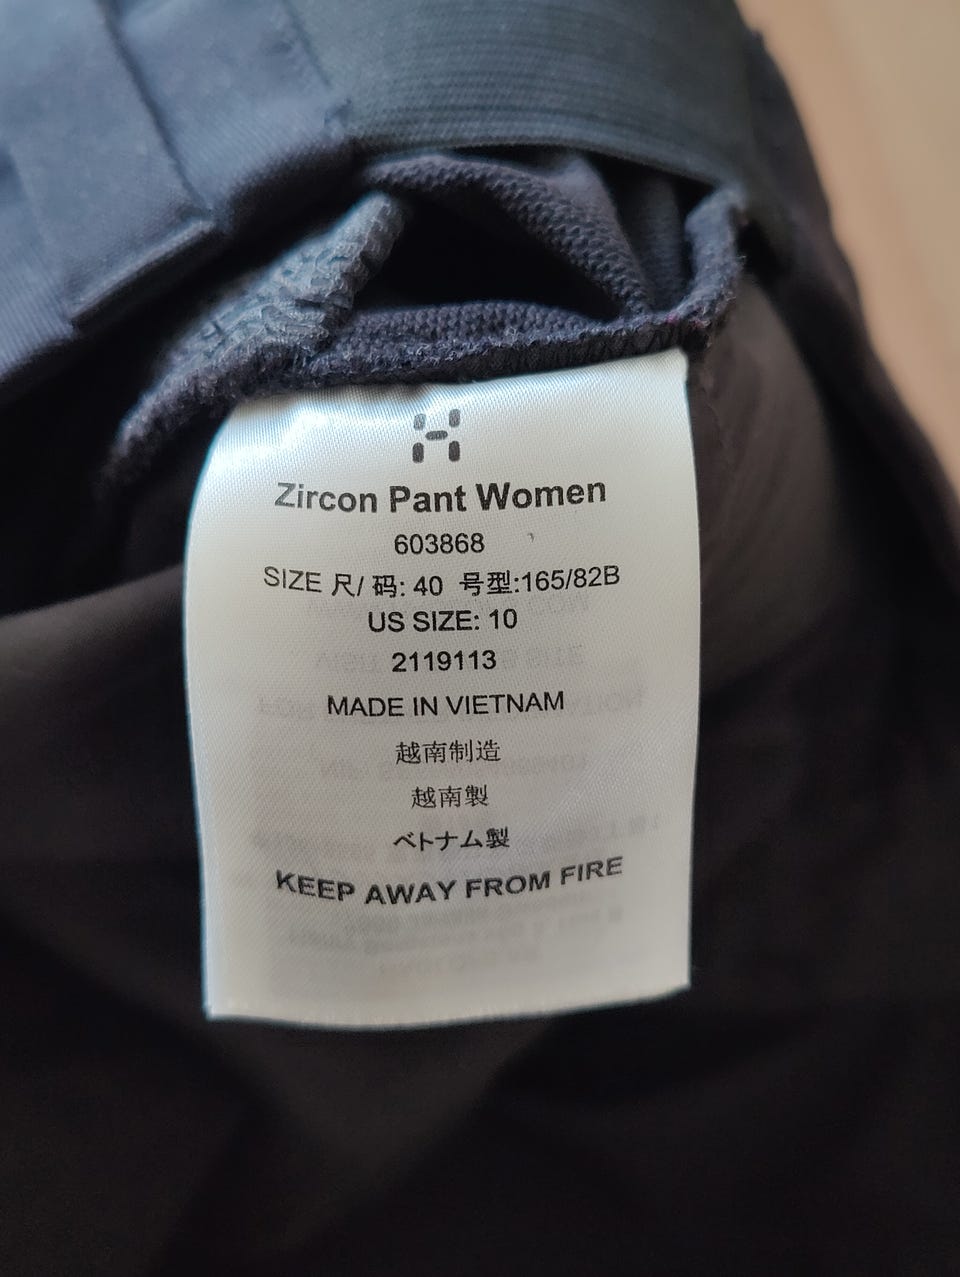 Zircon Pant Women
603868
SIZE 尺/ 码: 40 号型:165/82B
US SIZE: 10
2119113
MADE IN VIETNAM
越南制造
越南製
ベトナム製
KEEP AWAY FROM FIRE